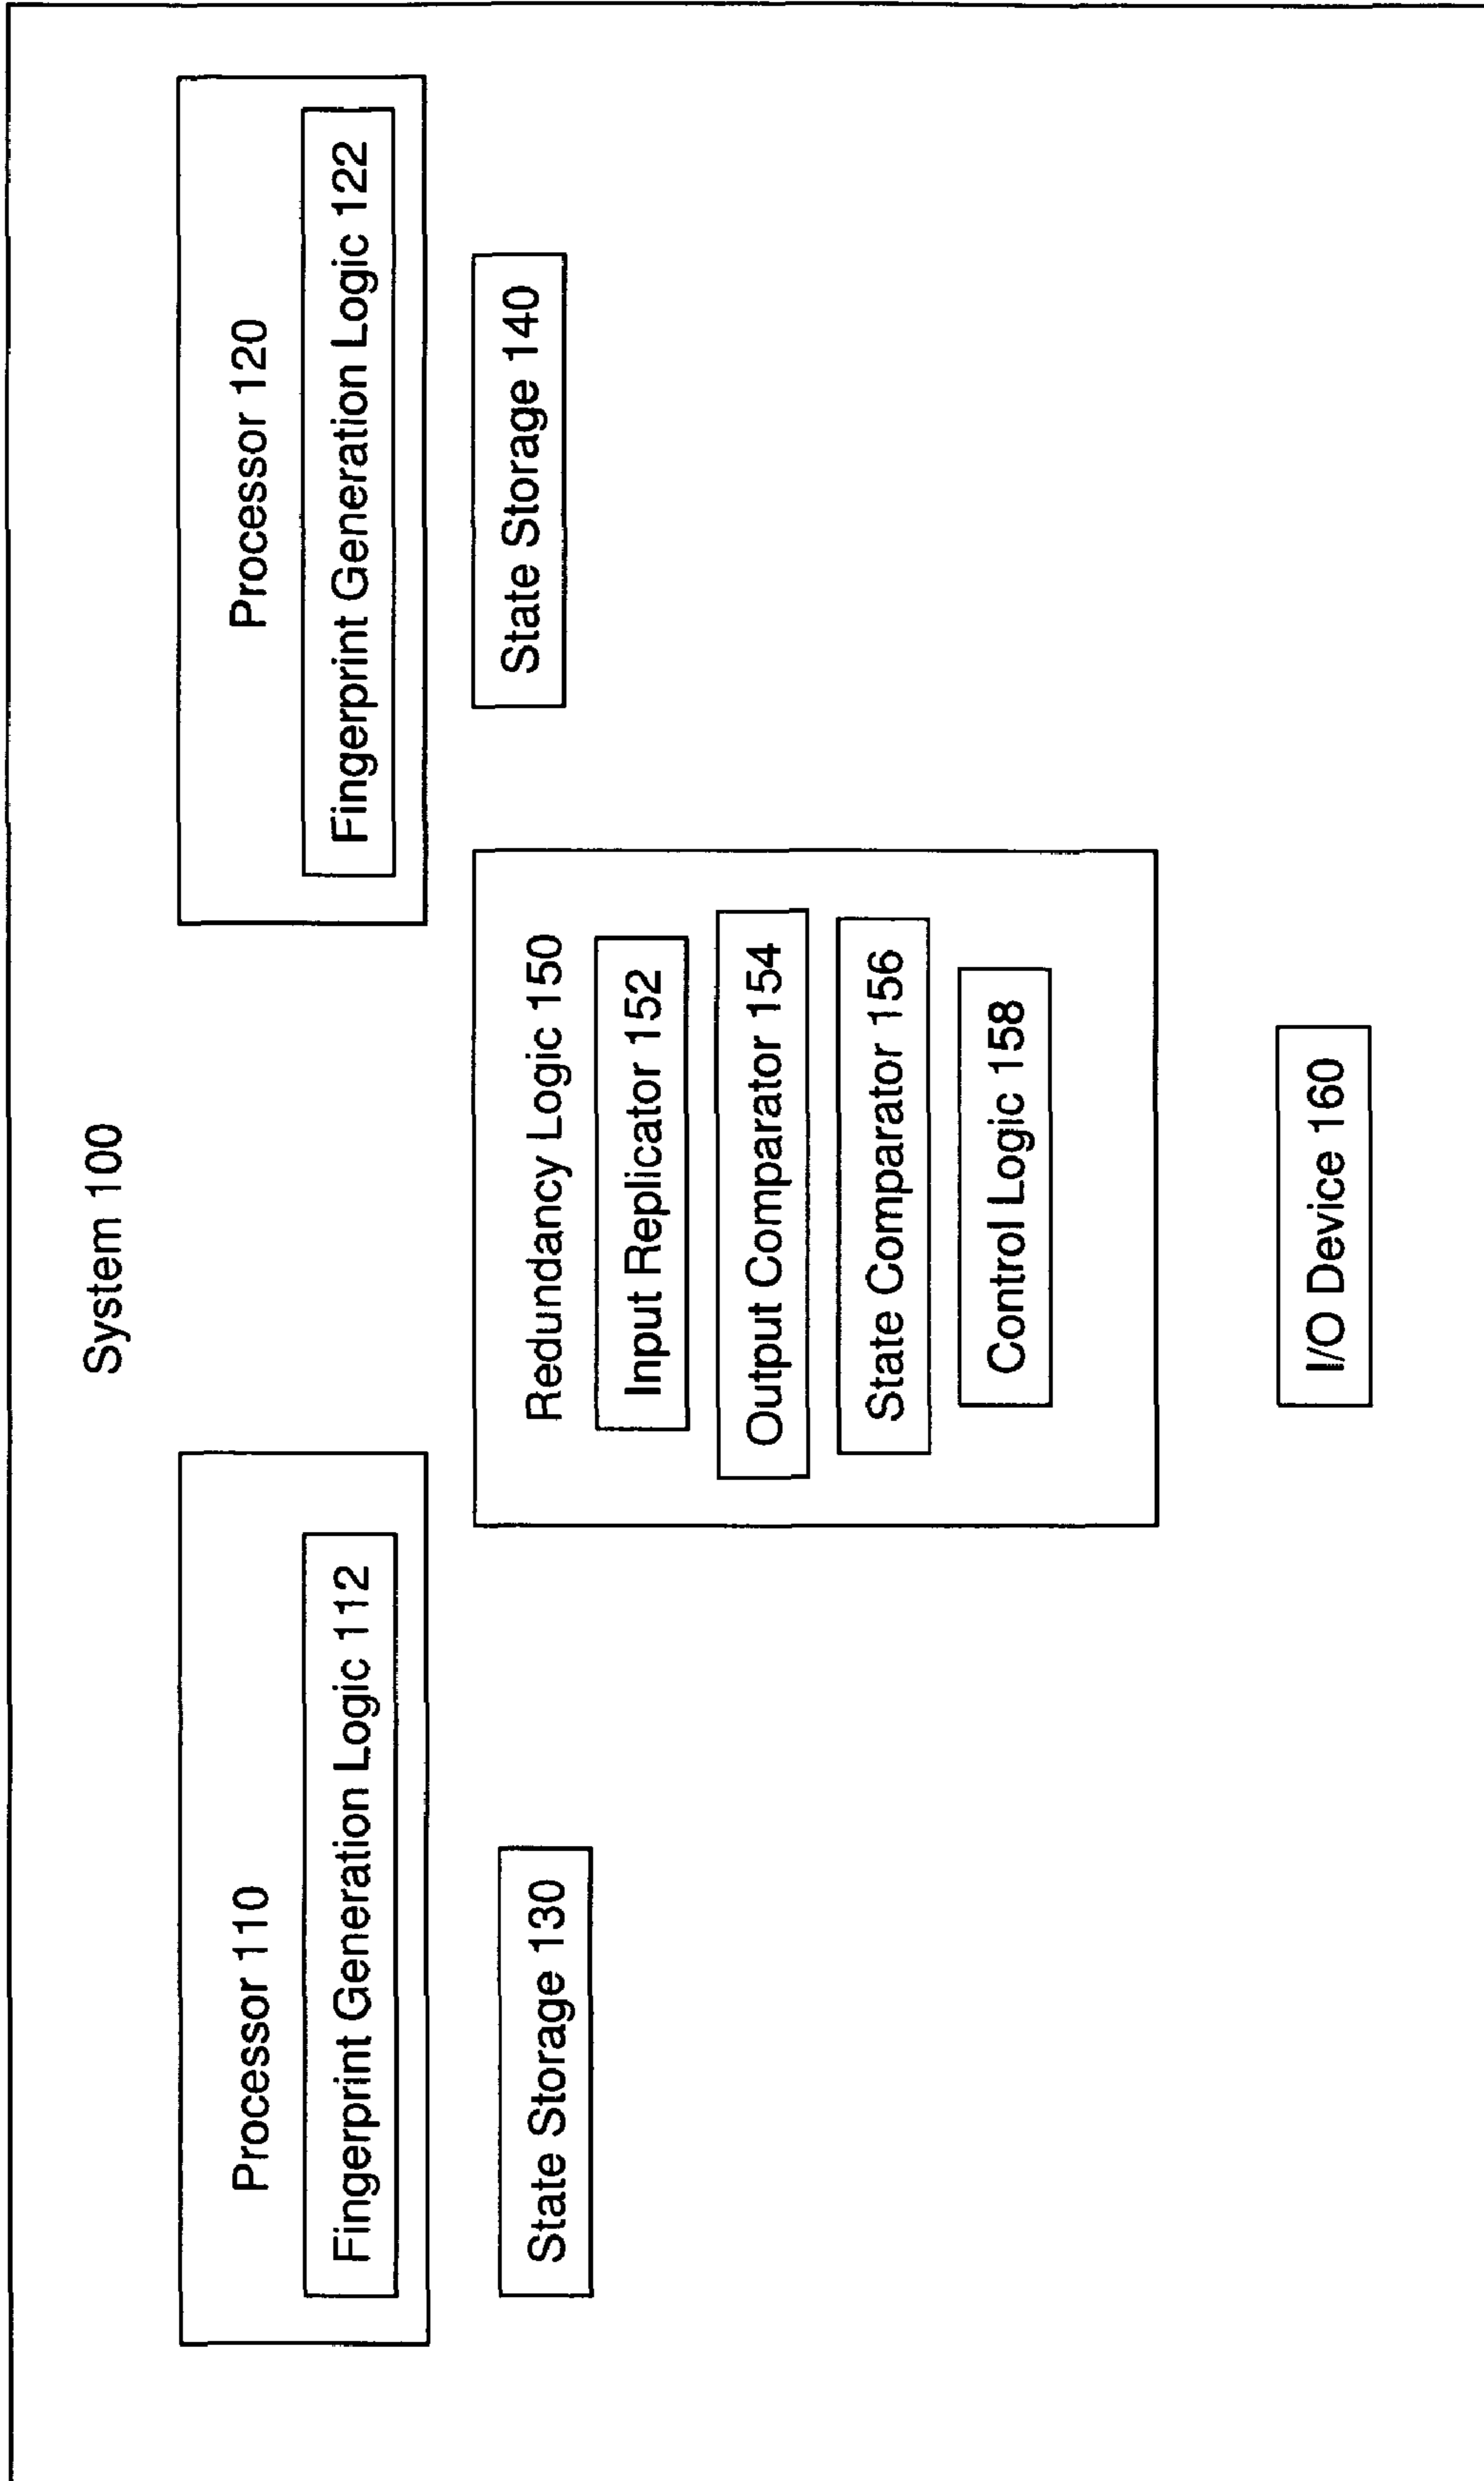 System 100
Processor 110
Fingerprint Generation Logic 112
Processor 120
Fingerprint Generation Logic 122
State Storage 130
Redundancy Logic 150
Input Replicator 152
Output Comparator 154
State Comparator 156
Control Logic 158
State Storage 140
I/O Device 160